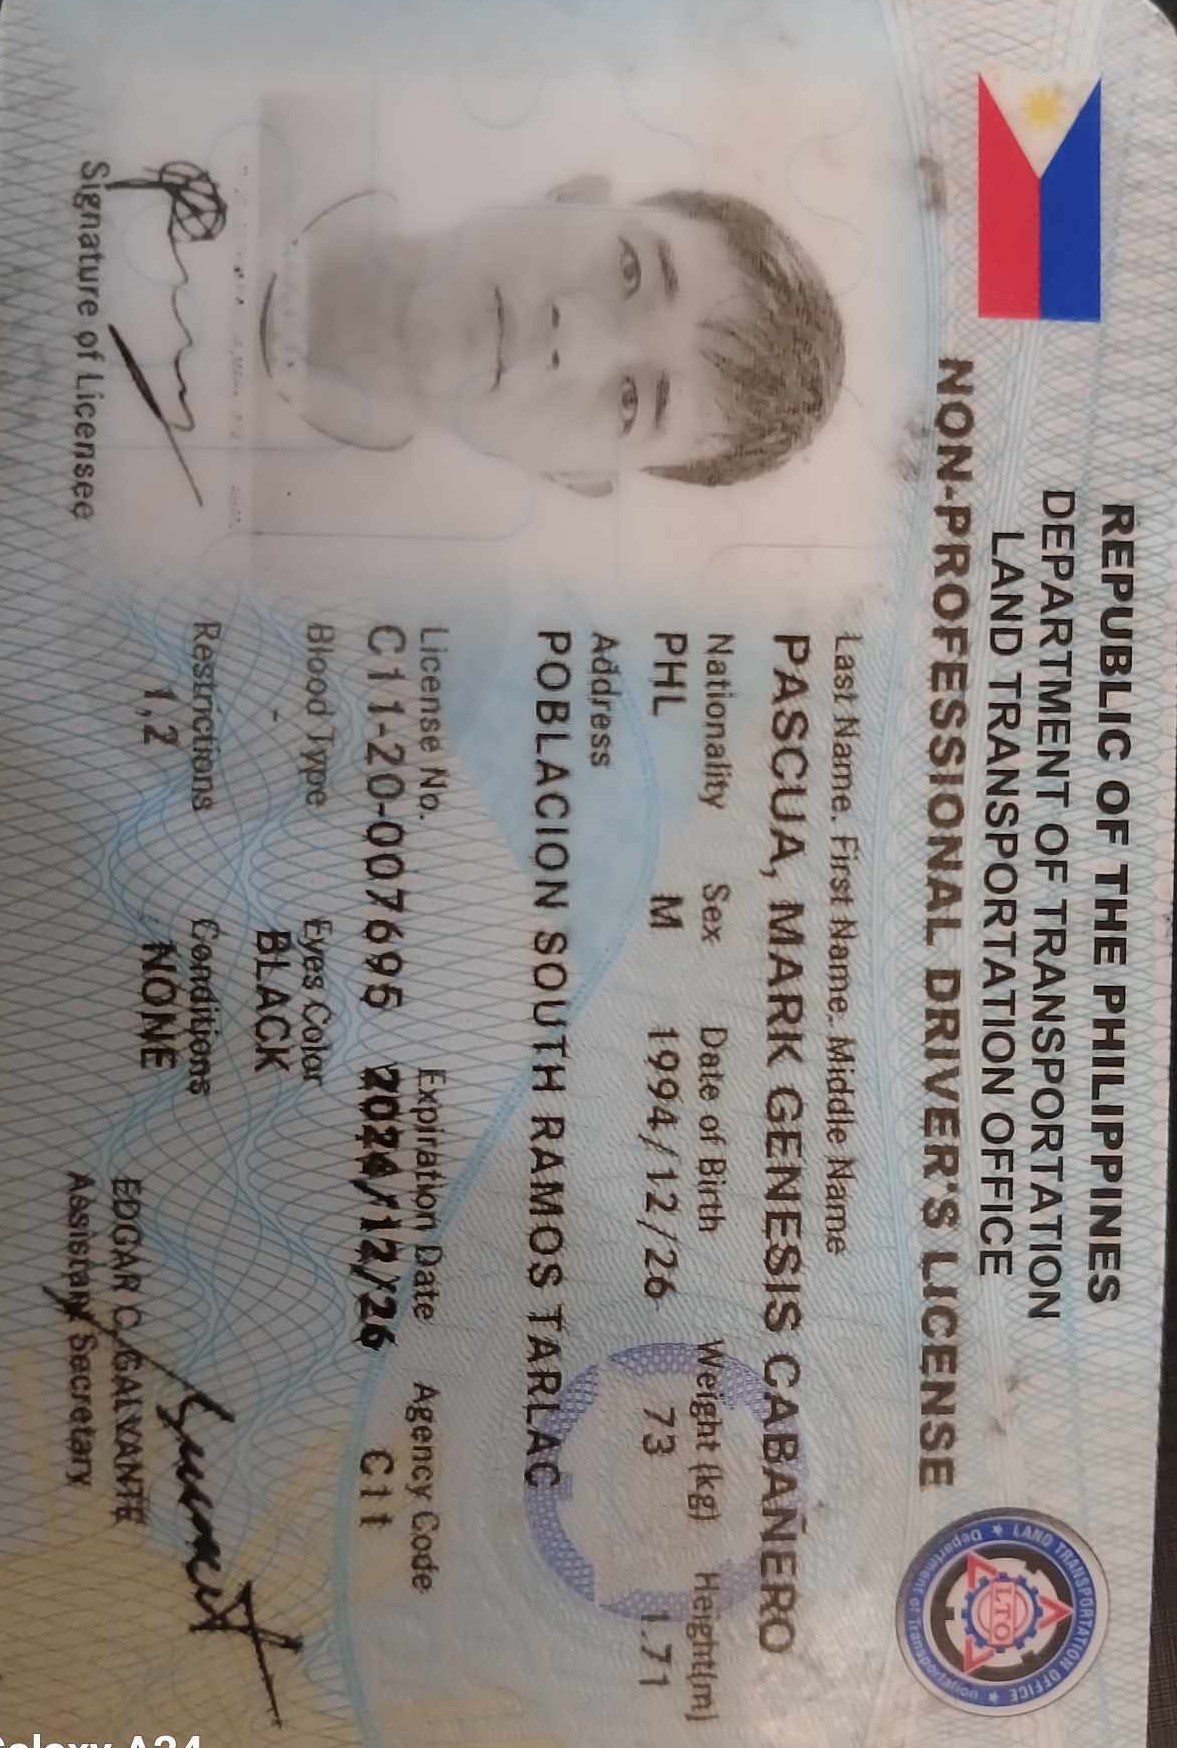 REPUBLIC OF THE PHILIPPINES
DEPARTMENT OF TRANSPORTATION
LAND TRANSPORTATION OFFICE
NON-PROFESSIONAL DRIVER'S LICENSE
LAND TRANSPORTATION OFFICE
LTO
Department of Transportation
Last Name. First Name. Middle Name
PASCUA, MARK GENESIS CABAÑERO
Nationality Sex Date of Birth Weight (kg) Height(m)
PHL M 1994/12/26 73 1.71
Address
POBLACION SOUTH RAMOS TARLAC
License No. Expiration Date Agency Code
C11-20-007695 2024/12/26 C11
Blood Type Eyes Color
- BLACK
Restrictions Conditions
1,2 NONE
EDGAR C. GALVANTE
Assistant Secretary
Signature of Licensee
A24